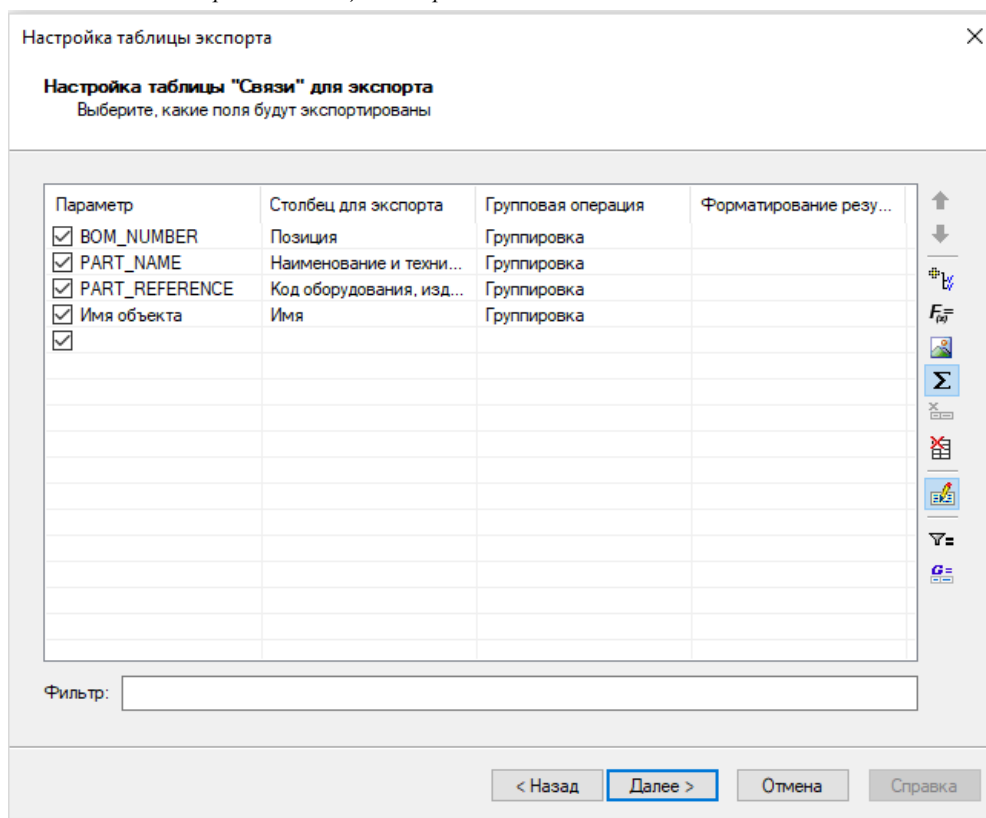 Настройка таблицы экспорта
Настройка таблицы "Связи" для экспорта
Выберите, какие поля будут экспортированы
Параметр Столбец для экспорта Групповая операция Форматирование резу...
BOM_NUMBER Позиция Группировка
PART_NAME Наименование и техни... Группировка
PART_REFERENCE Код оборудования, изд... Группировка
Имя объекта Имя Группировка
Фильтр:
< Назад Далее > Отмена Справка